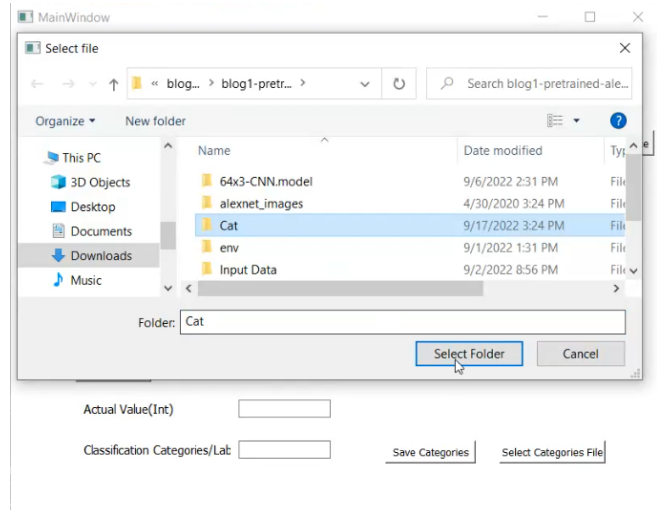 MainWindow
Select file
« blog... > blog1-pretr... >
Search blog1-pretrained-ale...
Organize
New folder
This PC
3D Objects
Desktop
Documents
Downloads
Music
Name
Date modified
64x3-CNN.model
9/6/2022 2:31 PM
alexnet_images
4/30/2020 3:24 PM
Cat
9/17/2022 3:24 PM
env
9/1/2022 1:31 PM
Input Data
9/2/2022 8:56 PM
Folder: Cat
Select Folder
Cancel
Actual Value(Int)
Classification Categories/Lab
Save Categories
Select Categories File